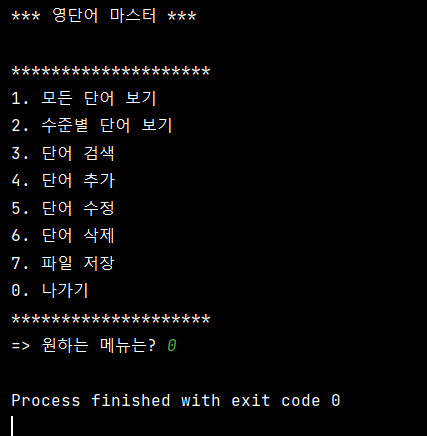 *** 영단어 마스터 ***
********************
1. 모든 단어 보기
2. 수준별 단어 보기
3. 단어 검색
4. 단어 추가
5. 단어 수정
6. 단어 삭제
7. 파일 저장
0. 나가기
********************
=> 원하는 메뉴는? 0
Process finished with exit code 0